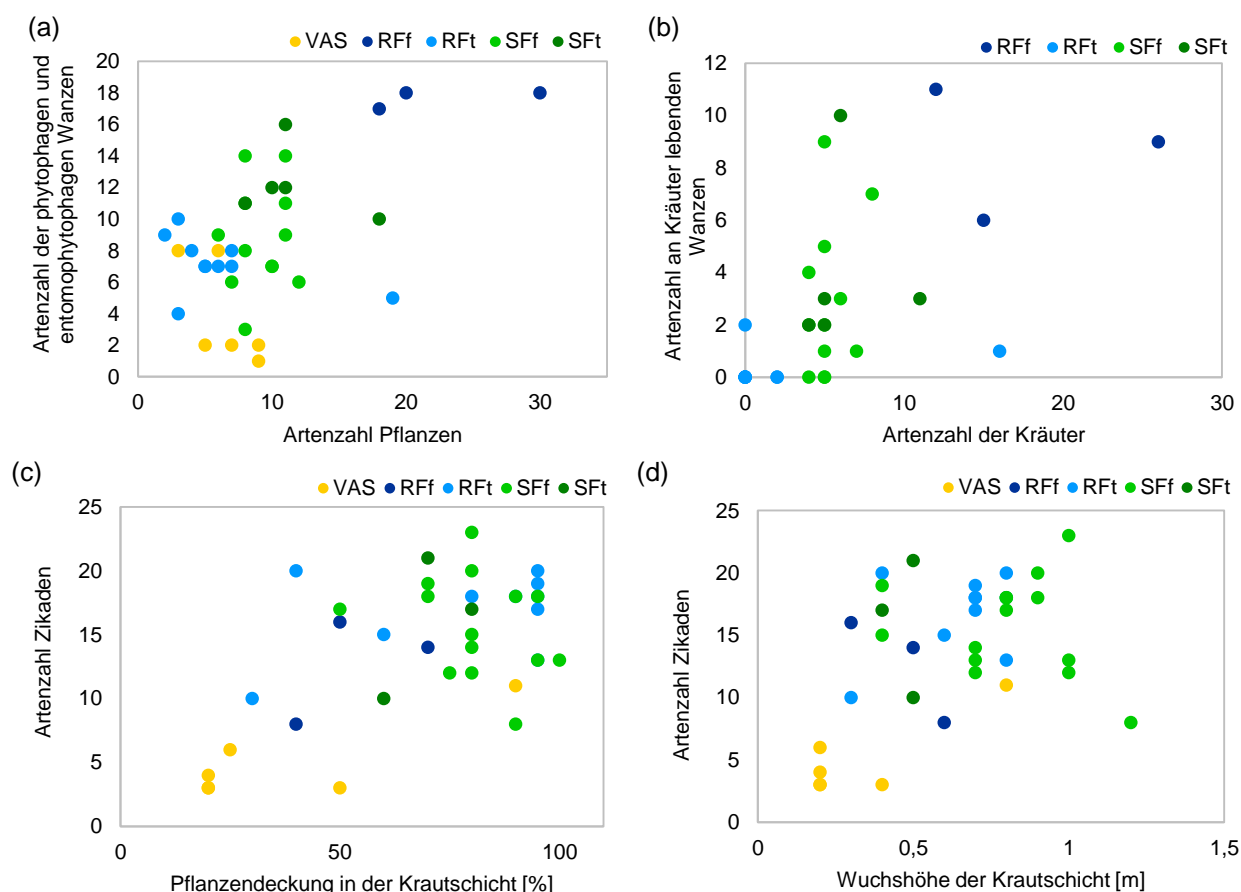 (a)
VAS RFf RFt SFf SFt
Artenzahl der phytophagen und
entomophytophagen Wanzen
20
18
16
14
12
10
8
6
4
2
0
0 10 20 30
Artenzahl Pflanzen
(b)
RFf RFt SFf SFt
Artenzahl an Kräuter lebenden
Wanzen
12
10
8
6
4
2
0
0 10 20 30
Artenzahl der Kräuter
(c)
VAS RFf RFt SFf SFt
Artenzahl Zikaden
25
20
15
10
5
0
0 50 100
Pflanzendeckung in der Krautschicht [%]
(d)
VAS RFf RFt SFf SFt
Artenzahl Zikaden
25
20
15
10
5
0
0 0,5 1 1,5
Wuchshöhe der Krautschicht [m]